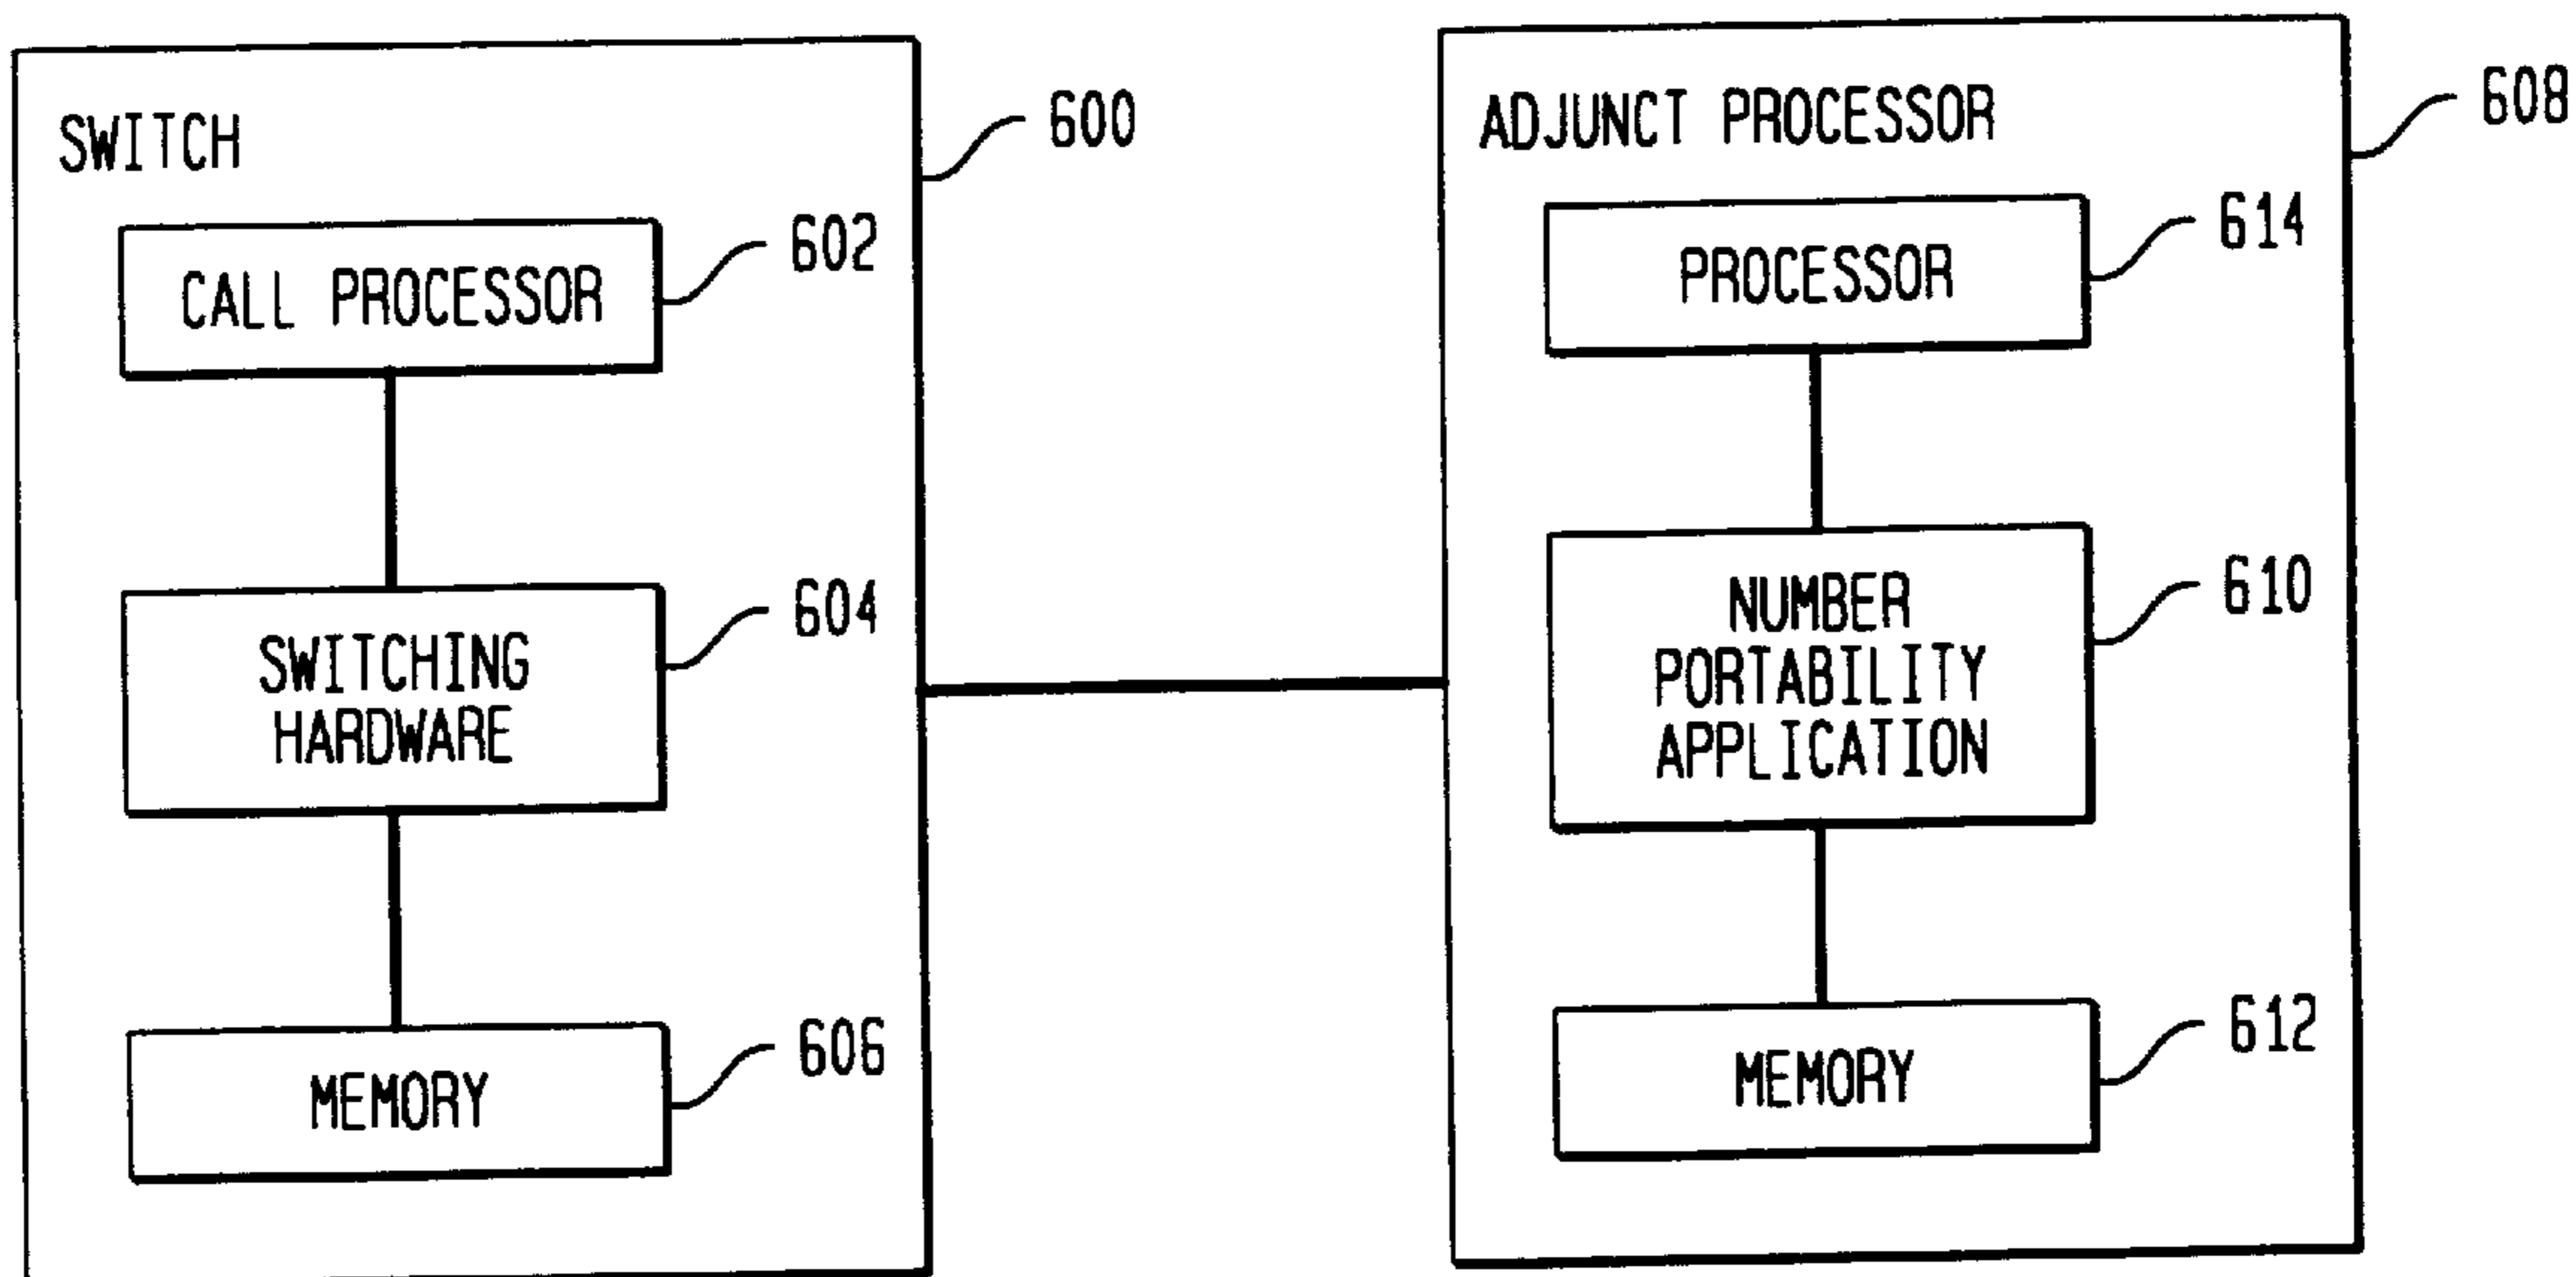 SWITCH
600
CALL PROCESSOR
602
SWITCHING
HARDWARE
604
MEMORY
606
ADJUNCT PROCESSOR
608
PROCESSOR
614
NUMBER
PORTABILITY
APPLICATION
610
MEMORY
612